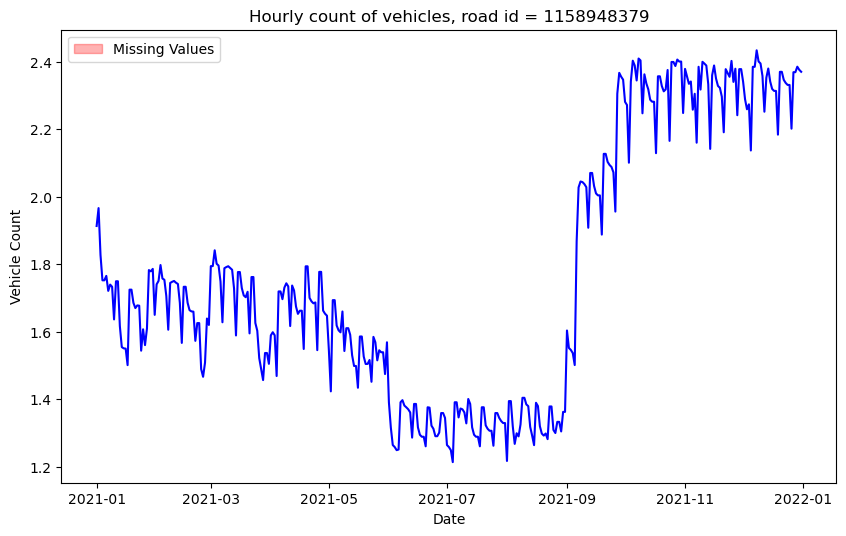 Hourly count of vehicles, road id = 1158948379
Missing Values
Vehicle Count
2.4
2.2
2.0
1.8
1.6
1.4
1.2
2021-01 2021-03 2021-05 2021-07 2021-09 2021-11 2022-01
Date